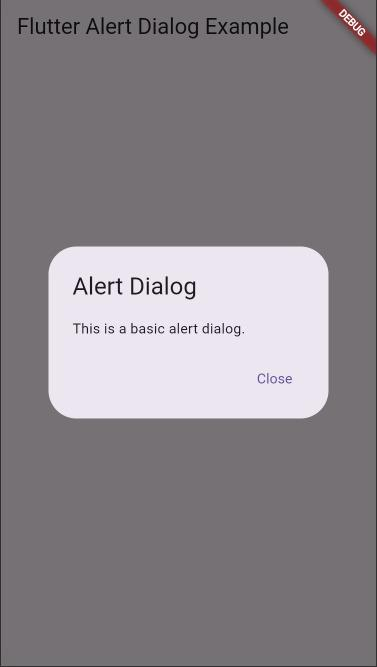 Flutter Alert Dialog Example
DEBUG
Alert Dialog
This is a basic alert dialog.
Close